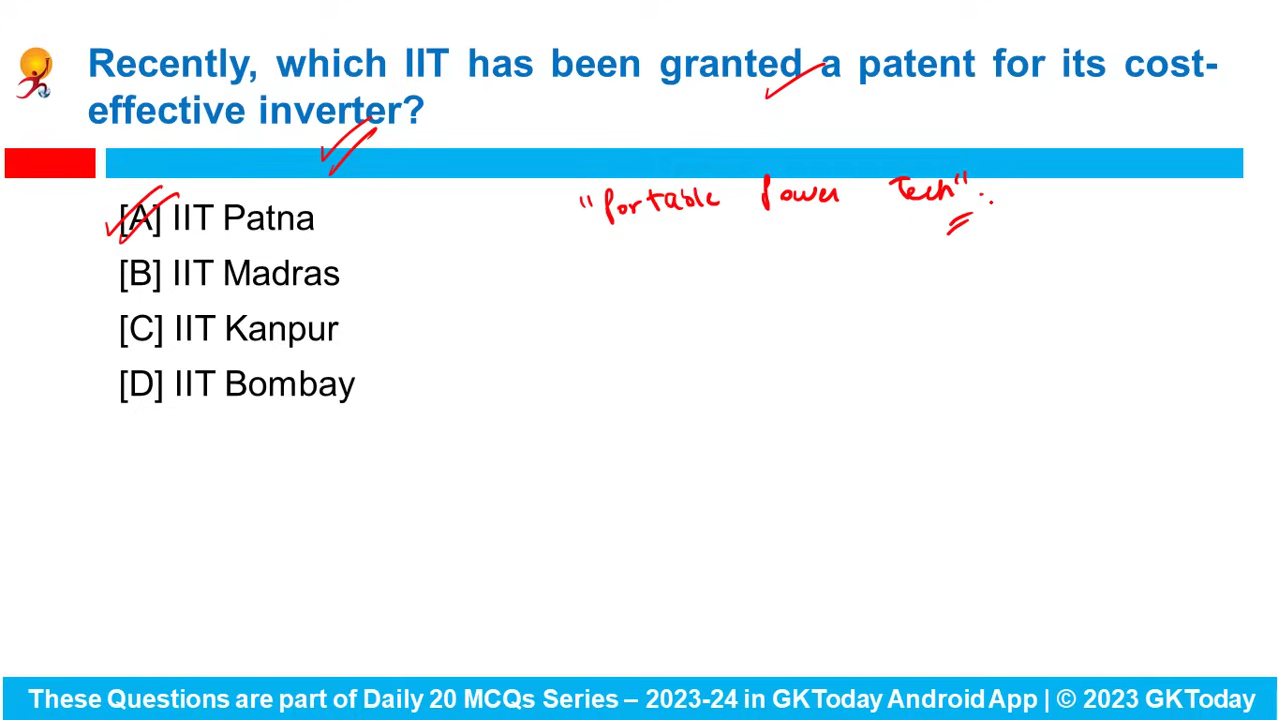 Recently, which IIT has been granted a patent for its cost-
effective inverter?
"Portable Power Tech".
[A] IIT Patna
[B] IIT Madras
[C] IIT Kanpur
[D] IIT Bombay
These Questions are part of Daily 20 MCQs Series – 2023-24 in GKToday Android App | © 2023 GKToday